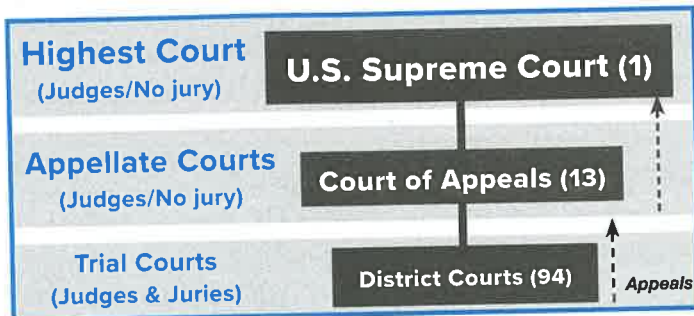 Highest Court
(Judges/No jury)
U.S. Supreme Court (1)
Appellate Courts
(Judges/No jury)
Court of Appeals (13)
Trial Courts
(Judges & Juries)
District Courts (94)
Appeals